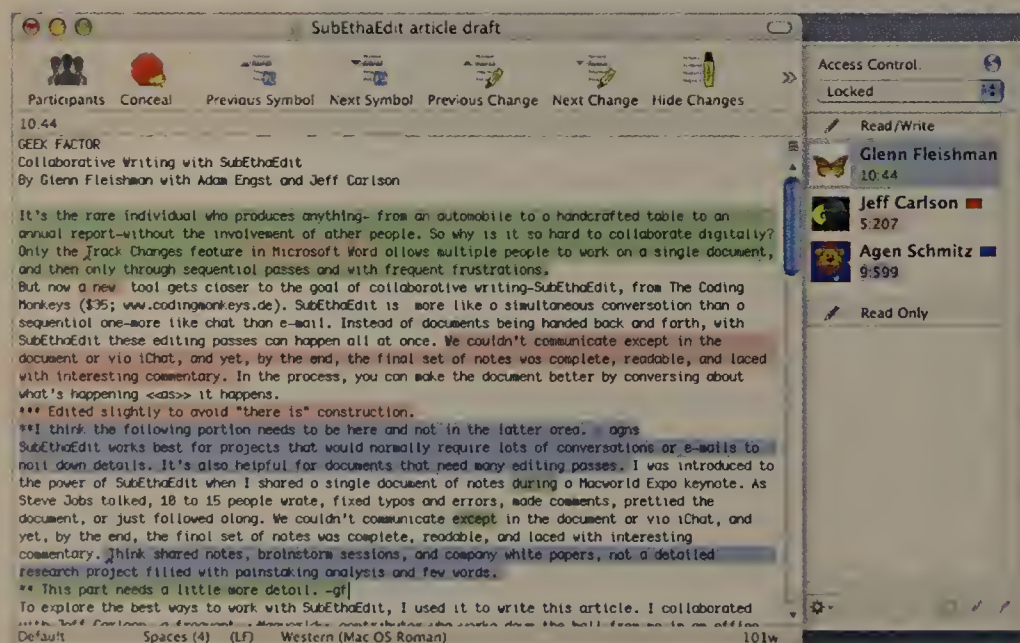 SubEthaEdit article draft
Participants Conceal Previous Symbol Next Symbol Previous Change Next Change Hide Changes
10:44
GEEK FACTOR
Collaborative Writing with SubEthaEdit
By Glenn Fleishman with Adam Engst and Jeff Carlson
It's the rare individual who produces anything- from an automobile to a handcrafted table to an
annual report-without the involvement of other people. So why is it so hard to collaborate digitally?
Only the Track Changes feature in Microsoft Word allows multiple people to work on a single document,
and then only through sequential passes and with frequent frustrations.
But now a new tool gets closer to the goal of collaborative writing-SubEthaEdit, from The Coding
Monkeys ($35; www.codingmonkeys.de). SubEthaEdit is more like a simultaneous conversation than a
sequential one-more like chat than e-mail. Instead of documents being handed back and forth, with
SubEthaEdit these editing passes can happen all at once. We couldn't communicate except in the
document or via iChat, and yet, by the end, the final set of notes was complete, readable, and laced
with interesting commentary. In the process, you can make the document better by conversing about
what's happening <<as>> it happens.
*** Edited slightly to avoid "there is" construction.
**I think the following portion needs to be here and not in the latter area. - agns
SubEthaEdit works best for projects that would normally require lots of conversations or e-mails to
nail down details. It's also helpful for documents that need many editing passes. I was introduced to
the power of SubEthaEdit when I shared a single document of notes during a Macworld Expo keynote. As
Steve Jobs talked, 10 to 15 people wrote, fixed typos and errors, made comments, prettied the
document, or just followed along. We couldn't communicate except in the document or via iChat, and
yet, by the end, the final set of notes was complete, readable, and laced with interesting
commentary. Think shared notes, brainstorm sessions, and company white papers, not a detailed
research project filled with painstaking analysis and few words.
** This part needs a little more detail. -gf
To explore the best ways to work with SubEthaEdit, I used it to write this article. I collaborated
with Jeff Carlson, a frequent Macworld contributor who works down the hall from me in an office
Default Spaces (4) (LF) Western (Mac OS Roman) 101w
Access Control:
Locked
Read/Write
Glenn Fleishman
10:44
Jeff Carlson
5:207
Agen Schmitz
9:599
Read Only